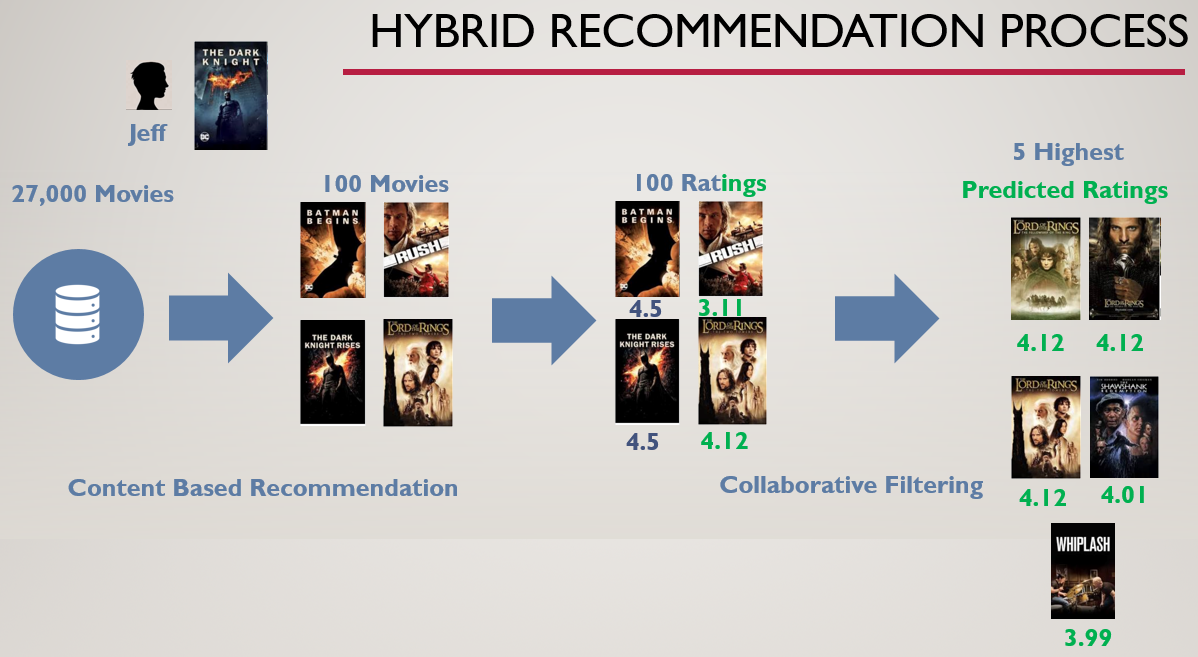 HYBRID RECOMMENDATION PROCESS
THE DARK
KNIGHT
Jeff
27,000 Movies
100 Movies
BATMAN
BEGINS
RUSH
THE DARK
KNIGHT RISES
THE LORD OF THE RINGS
Content Based Recommendation
100 Ratings
BATMAN
BEGINS
RUSH
4.5
3.11
THE DARK
KNIGHT RISES
THE LORD OF THE RINGS
4.5
4.12
Collaborative Filtering
5 Highest
Predicted Ratings
THE LORD OF THE RINGS
THE LORD OF THE RINGS
4.12
4.12
THE LORD OF THE RINGS
THE SHAWSHANK
REDEMPTION
4.12
4.01
WHIPLASH
3.99